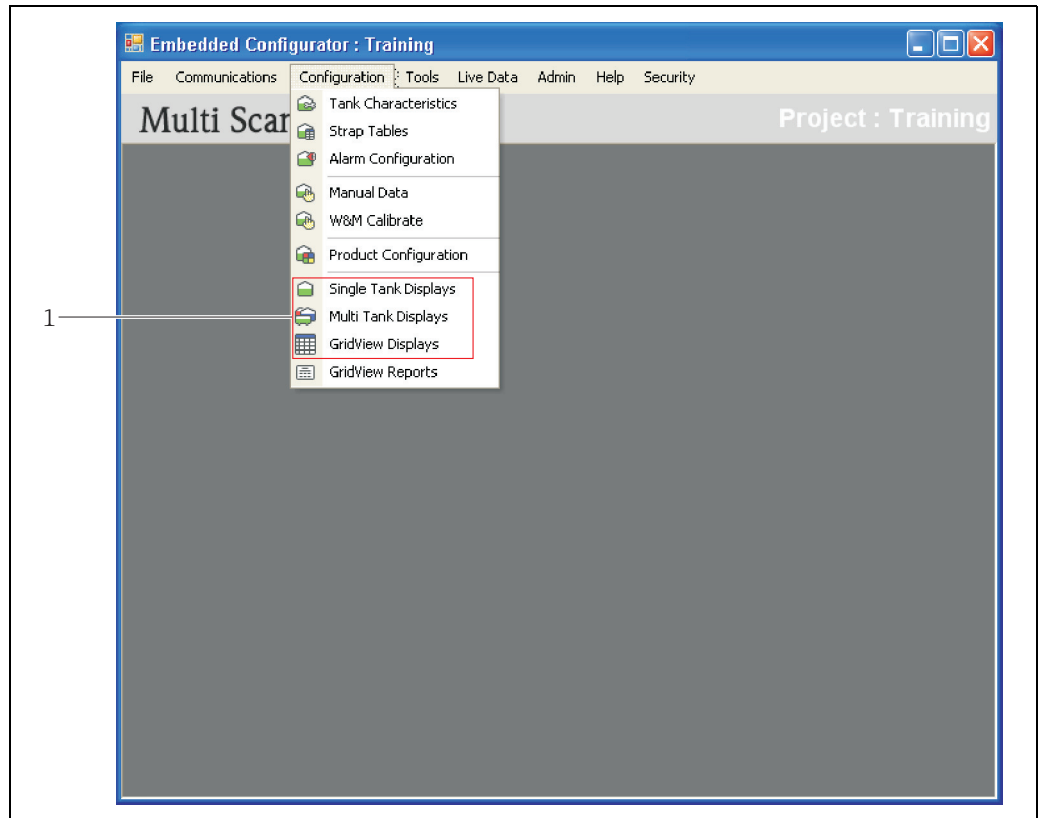 Embedded Configurator : Training
File Communications Configuration Tools Live Data Admin Help Security
Multi Scan
Project : Training
Tank Characteristics
Strap Tables
Alarm Configuration
Manual Data
W&M Calibrate
Product Configuration
Single Tank Displays
Multi Tank Displays
GridView Displays
GridView Reports
1